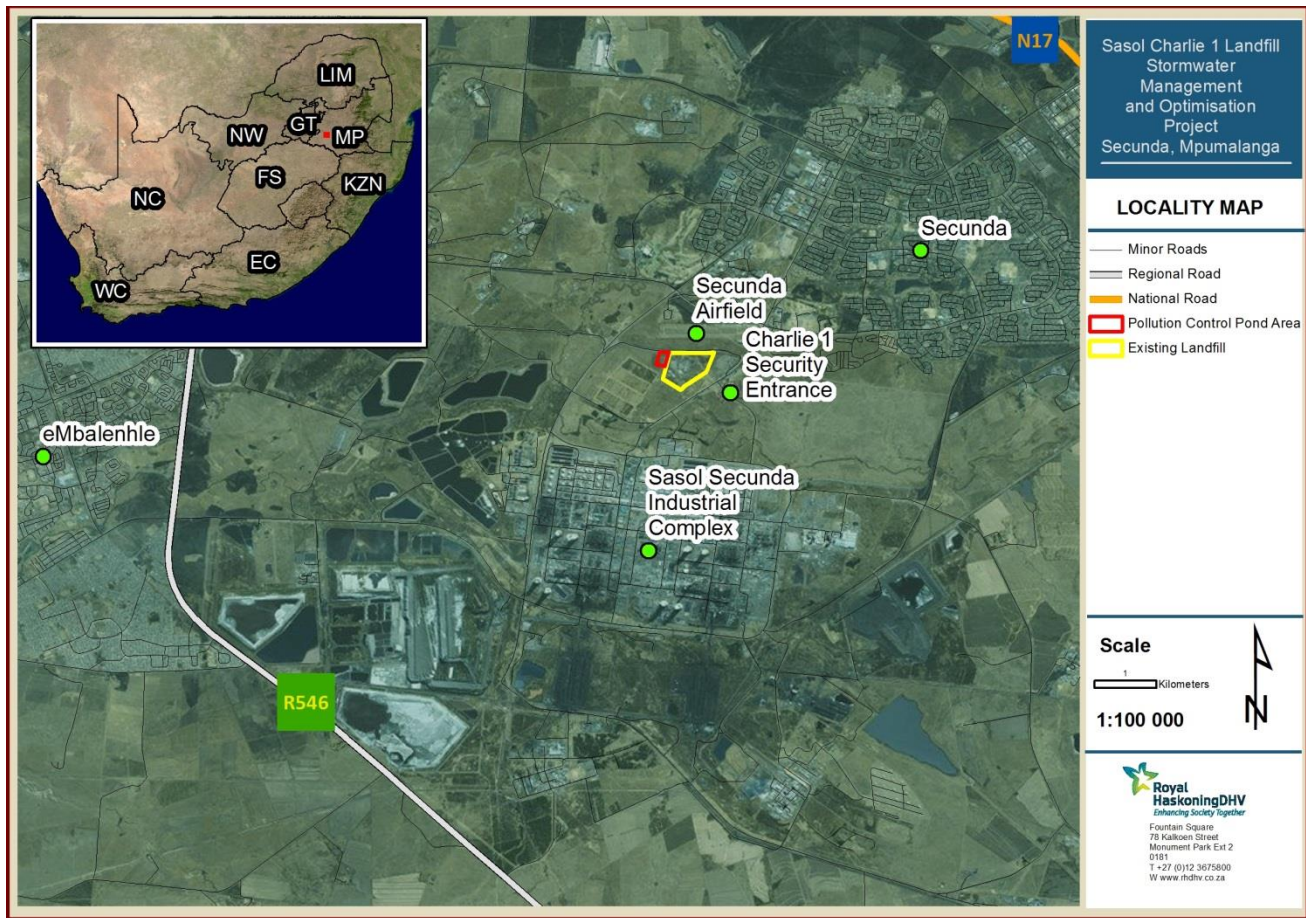 LIM
GT
NW
MP
FS
NC
KZN
EC
WC
N17
Secunda
Secunda
Airfield
Charlie 1
Security
Entrance
eMbalenhle
Sasol Secunda
Industrial
Complex
R546
Sasol Charlie 1 Landfill
Stormwater
Management
and Optimisation
Project
Secunda, Mpumalanga
LOCALITY MAP
Minor Roads
Regional Road
National Road
Pollution Control Pond Area
Existing Landfill
Scale
1
Kilometers
1:100 000
N
Royal
HaskoningDHV
Enhancing Society Together
Fountain Square
78 Kalkoen Street
Monument Park Ext 2
0181
T +27 (0)12 3675800
W www.rhdhv.co.za